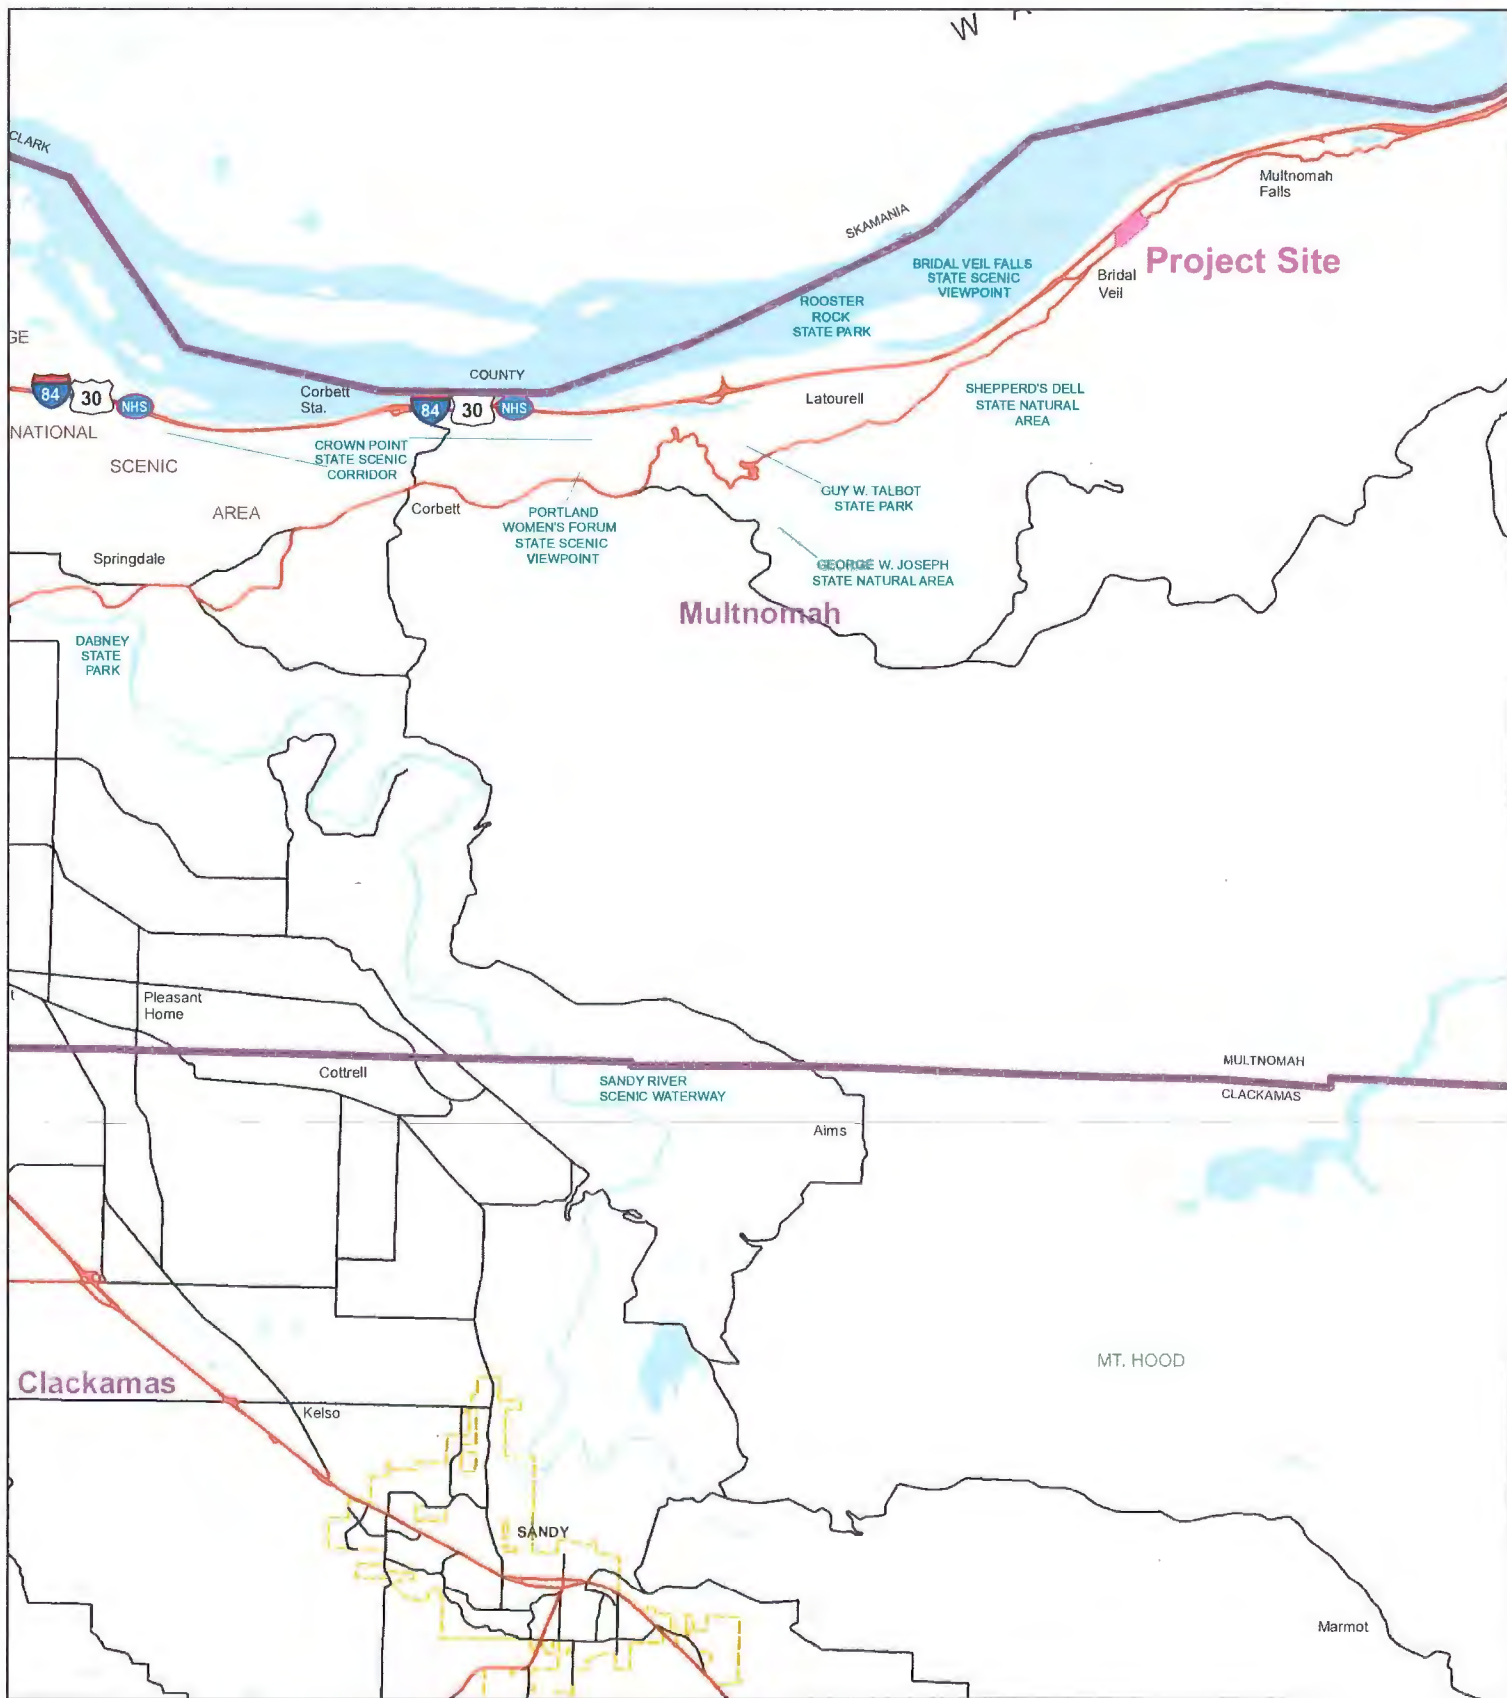 W
CLARK
Multnomah
Falls
SKAMANIA
Project Site
BRIDAL VEIL FALLS
STATE SCENIC
VIEWPOINT
Bridal
Veil
ROOSTER
ROCK
STATE PARK
GE
COUNTY
Corbett
Sta.
84
30
NHS
84
30
NHS
Latourell
SHEPPERD'S DELL
STATE NATURAL
AREA
NATIONAL
SCENIC
AREA
CROWN POINT
STATE SCENIC
CORRIDOR
Corbett
PORTLAND
WOMEN'S FORUM
STATE SCENIC
VIEWPOINT
GUY W. TALBOT
STATE PARK
Springdale
GEORGE W. JOSEPH
STATE NATURAL AREA
Multnomah
DABNEY
STATE
PARK
t
Pleasant
Home
Cottrell
SANDY RIVER
SCENIC WATERWAY
MULTNOMAH
CLACKAMAS
Aims
MT. HOOD
Clackamas
Kelso
SANDY
Marmot